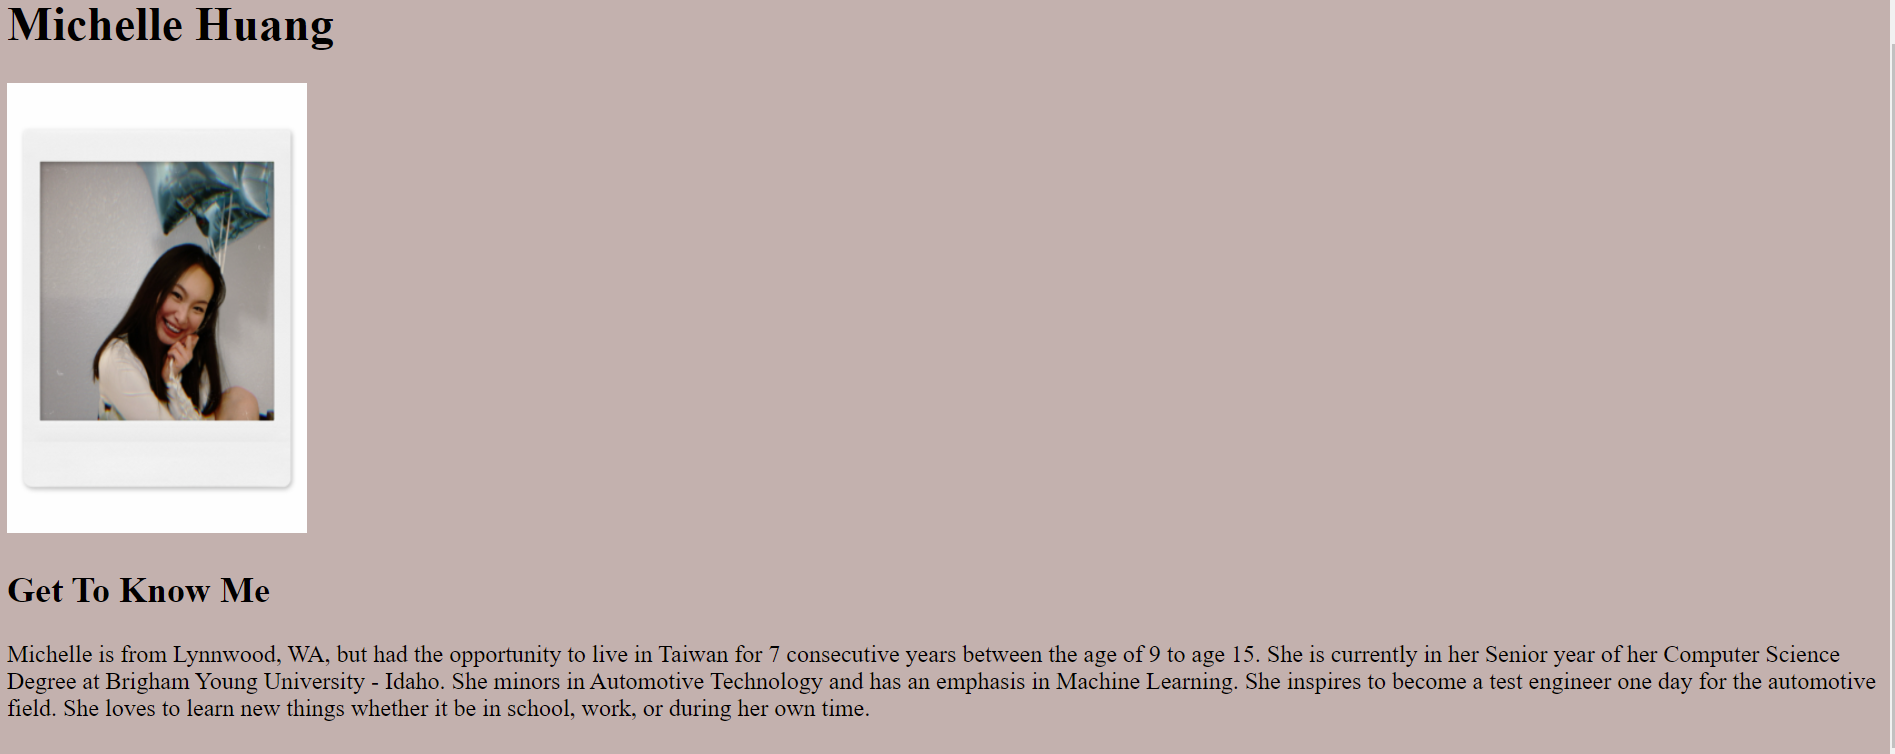 Michelle Huang
Get To Know Me
Michelle is from Lynnwood, WA, but had the opportunity to live in Taiwan for 7 consecutive years between the age of 9 to age 15. She is currently in her Senior year of her Computer Science
Degree at Brigham Young University - Idaho. She minors in Automotive Technology and has an emphasis in Machine Learning. She inspires to become a test engineer one day for the automotive
field. She loves to learn new things whether it be in school, work, or during her own time.